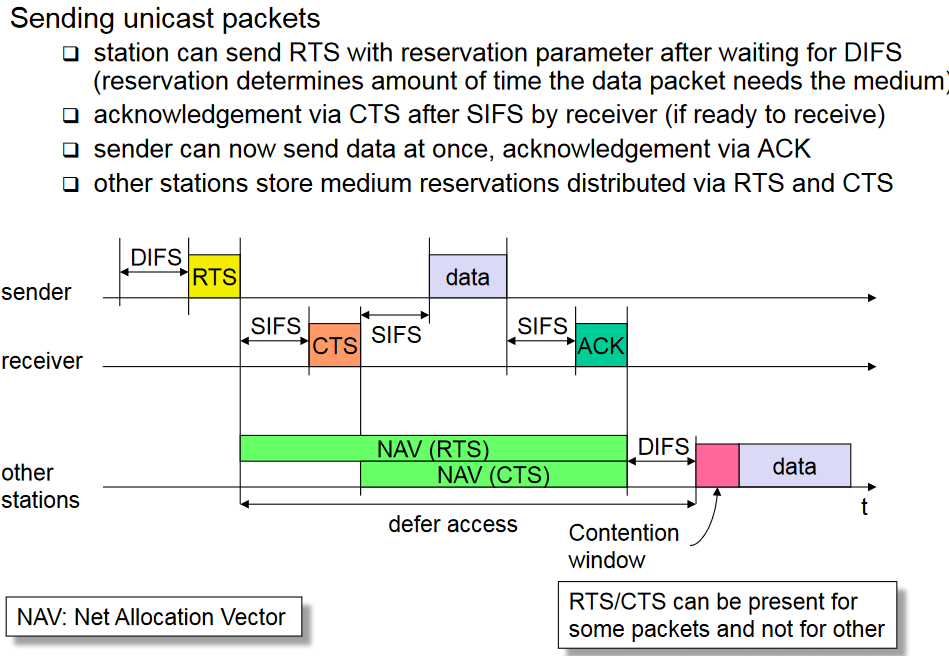 Sending unicast packets
❑ station can send RTS with reservation parameter after waiting for DIFS
(reservation determines amount of time the data packet needs the medium)
❑ acknowledgement via CTS after SIFS by receiver (if ready to receive)
❑ sender can now send data at once, acknowledgement via ACK
❑ other stations store medium reservations distributed via RTS and CTS
DIFS
RTS
data
sender
SIFS
SIFS
SIFS
CTS
ACK
receiver
NAV (RTS)
DIFS
NAV (CTS)
data
other
stations
t
defer access
Contention
window
NAV: Net Allocation Vector
RTS/CTS can be present for
some packets and not for other